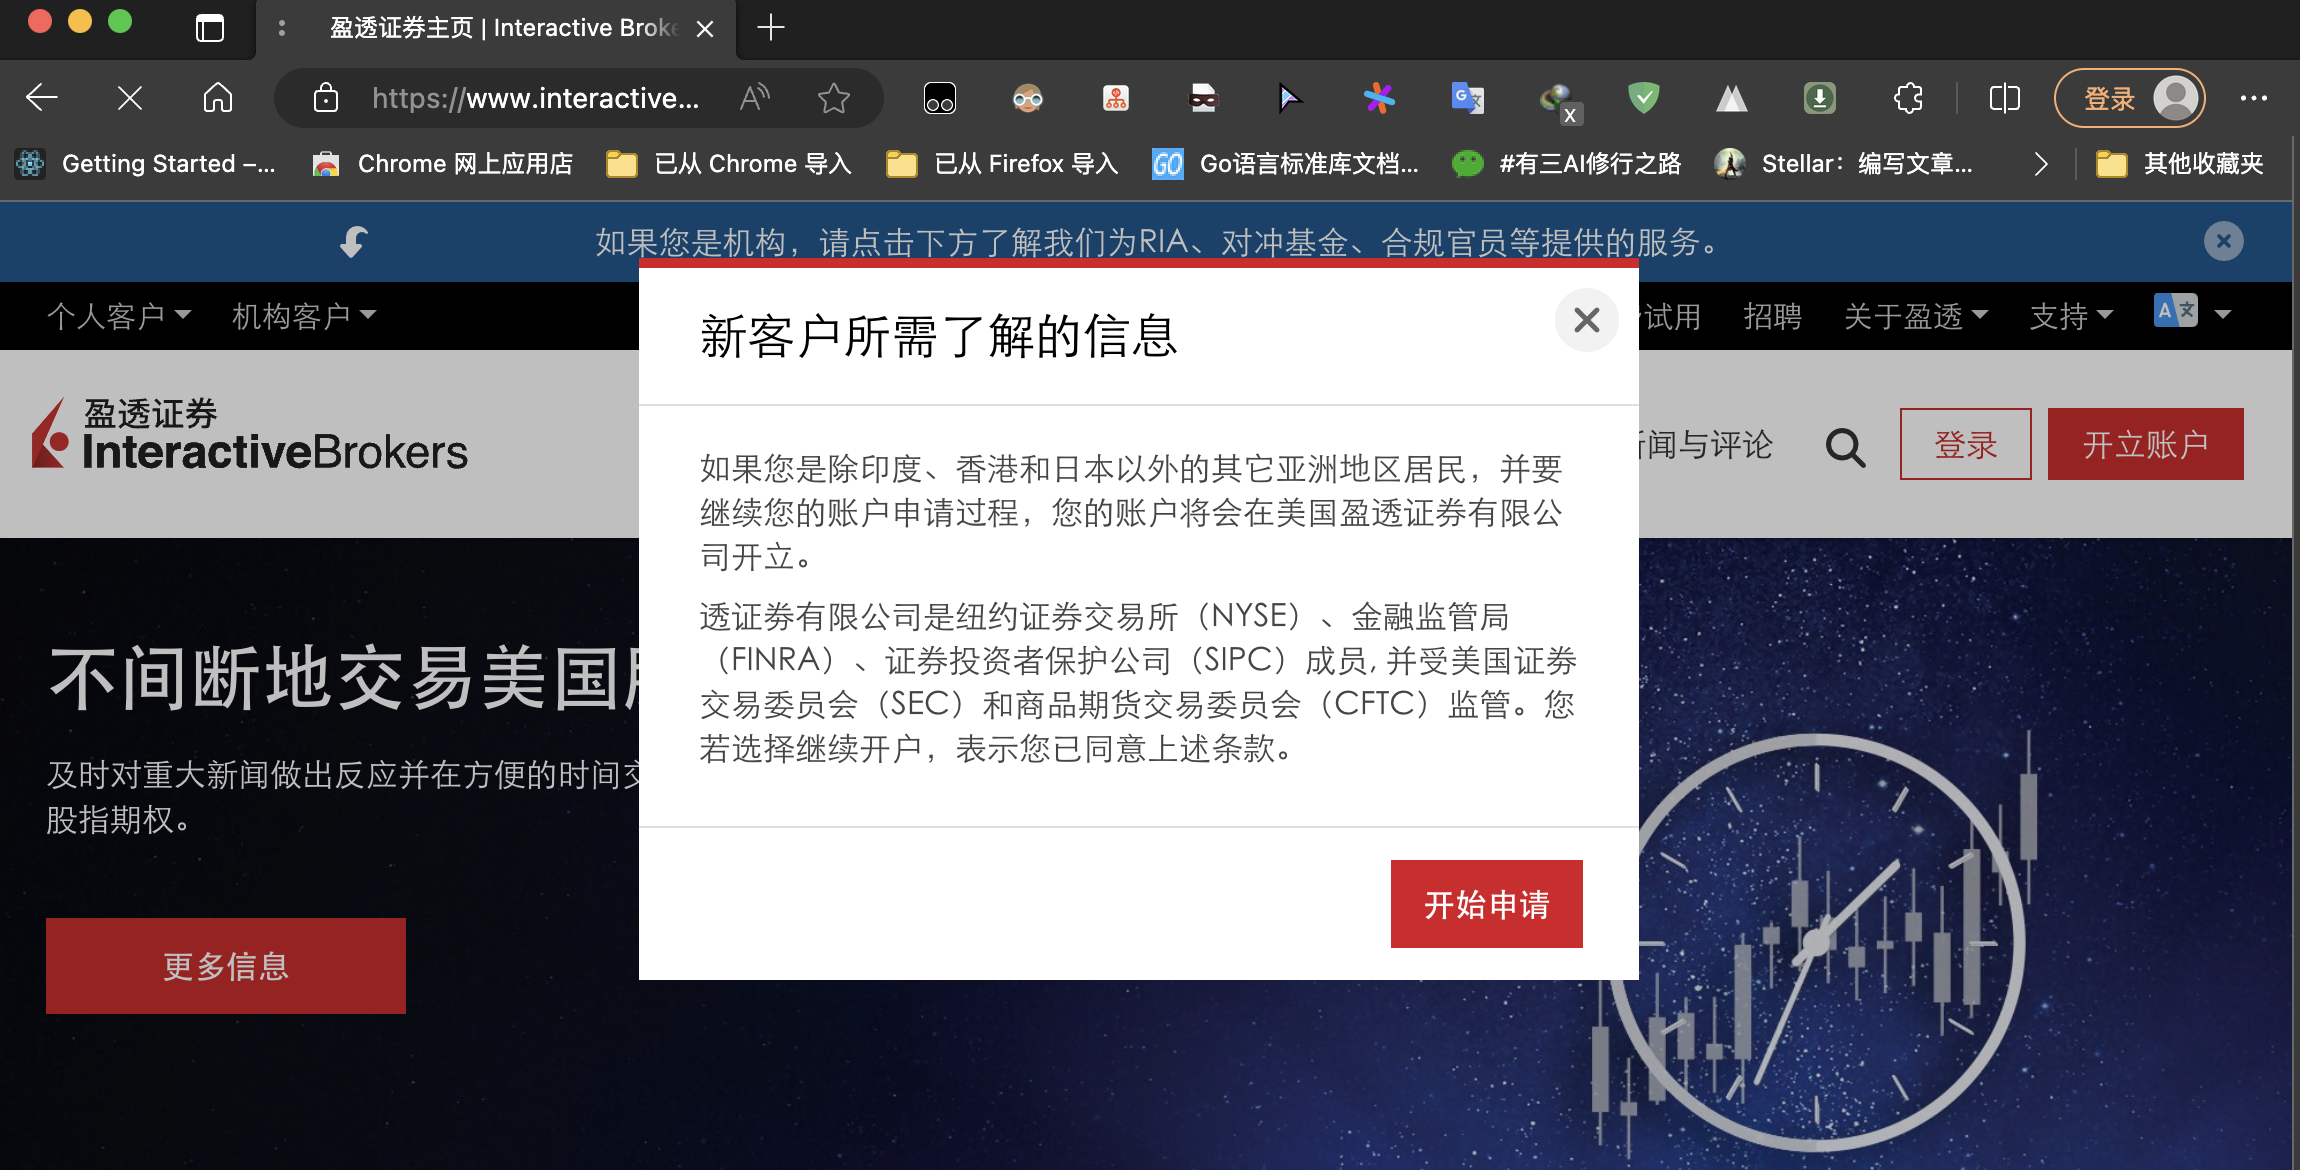 盈透证券主页 | Interactive Broke
https://www.interactive...
登录
Getting Started –...
Chrome 网上应用店
已从 Chrome 导入
已从 Firefox 导入
Go语言标准库文档...
#有三AI修行之路
Stellar：编写文章...
其他收藏夹
如果您是机构，请点击下方了解我们为RIA、对冲基金、合规官员等提供的服务。
个人客户
机构客户
试用
招聘
关于盈透
支持
盈透证券
InteractiveBrokers
闻与评论
登录
开立账户
新客户所需了解的信息
如果您是除印度、香港和日本以外的其它亚洲地区居民，并要
继续您的账户申请过程，您的账户将会在美国盈透证券有限公
司开立。
透证券有限公司是纽约证券交易所（NYSE）、金融监管局
（FINRA）、证券投资者保护公司（SIPC）成员, 并受美国证券
交易委员会（SEC）和商品期货交易委员会（CFTC）监管。您
若选择继续开户，表示您已同意上述条款。
开始申请
不间断地交易美国
及时对重大新闻做出反应并在方便的时间交
股指期权。
更多信息